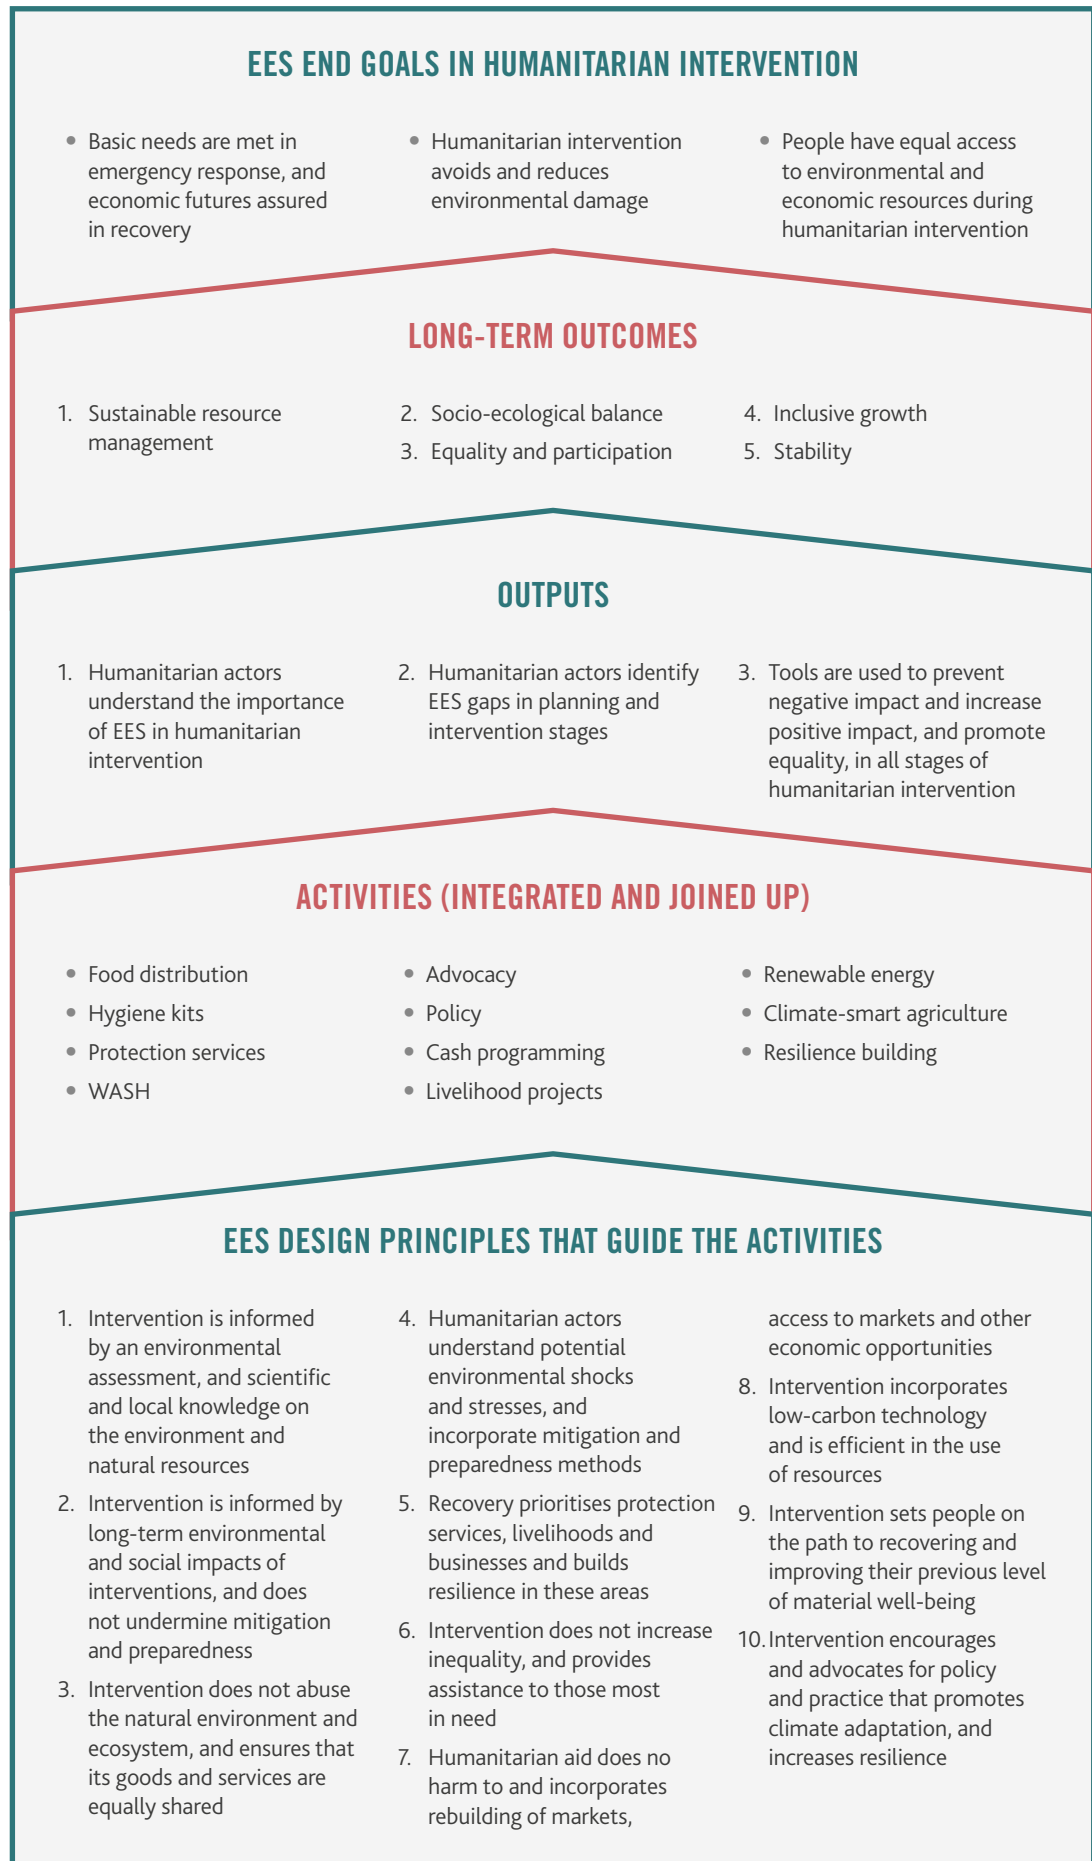 EES END GOALS IN HUMANITARIAN INTERVENTION
• Basic needs are met in
emergency response, and
economic futures assured
in recovery
• Humanitarian intervention
avoids and reduces
environmental damage
• People have equal access
to environmental and
economic resources during
humanitarian intervention
LONG-TERM OUTCOMES
1. Sustainable resource
management
2. Socio-ecological balance
3. Equality and participation
4. Inclusive growth
5. Stability
OUTPUTS
1. Humanitarian actors
understand the importance
of EES in humanitarian
intervention
2. Humanitarian actors identify
EES gaps in planning and
intervention stages
3. Tools are used to prevent
negative impact and increase
positive impact, and promote
equality, in all stages of
humanitarian intervention
ACTIVITIES (INTEGRATED AND JOINED UP)
• Food distribution
• Hygiene kits
• Protection services
• WASH
• Advocacy
• Policy
• Cash programming
• Livelihood projects
• Renewable energy
• Climate-smart agriculture
• Resilience building
EES DESIGN PRINCIPLES THAT GUIDE THE ACTIVITIES
1. Intervention is informed
by an environmental
assessment, and scientific
and local knowledge on
the environment and
natural resources
2. Intervention is informed by
long-term environmental
and social impacts of
interventions, and does
not undermine mitigation
and preparedness
3. Intervention does not abuse
the natural environment and
ecosystem, and ensures that
its goods and services are
equally shared
4. Humanitarian actors
understand potential
environmental shocks
and stresses, and
incorporate mitigation and
preparedness methods
5. Recovery prioritises protection
services, livelihoods and
businesses and builds
resilience in these areas
6. Intervention does not increase
inequality, and provides
assistance to those most
in need
7. Humanitarian aid does no
harm to and incorporates
rebuilding of markets,
access to markets and other
economic opportunities
8. Intervention incorporates
low-carbon technology
and is efficient in the use
of resources
9. Intervention sets people on
the path to recovering and
improving their previous level
of material well-being
10. Intervention encourages
and advocates for policy
and practice that promotes
climate adaptation, and
increases resilience